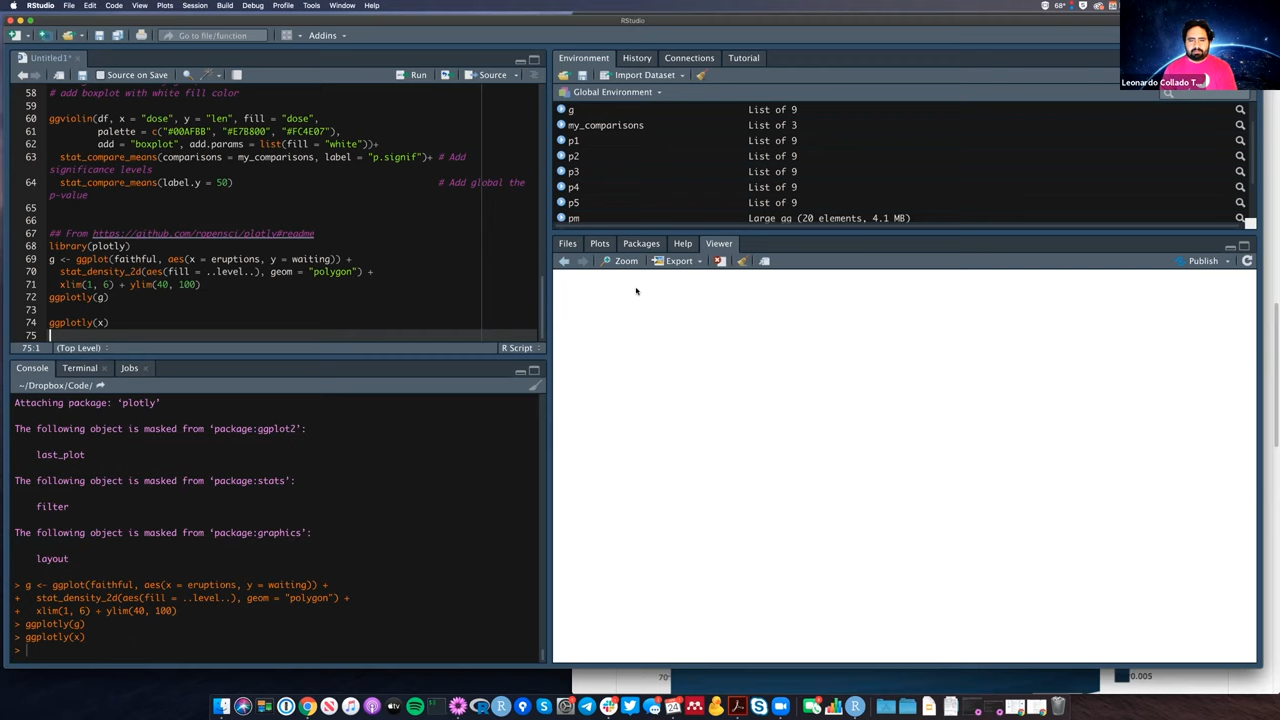 RStudio File Edit Code View Plots Session Build Debug Profile Tools Window Help
68°
RStudio
Go to file/function
Addins
Untitled1*
Source on Save
Run
Source
58 # add boxplot with white fill color
59
60 ggviolin(df, x = "dose", y = "len", fill = "dose",
61 palette = c("#00AFBB", "#E7B800", "#FC4E07"),
62 add = "boxplot", add.params = list(fill = "white"))+
63 stat_compare_means(comparisons = my_comparisons, label = "p.signif")+ # Add
significance levels
64 stat_compare_means(label.y = 50) # Add global the
p-value
65
66
67 ## From https://github.com/ropensci/plotly#readme
68 library(plotly)
69 g <- ggplot(faithful, aes(x = eruptions, y = waiting)) +
70 stat_density_2d(aes(fill = ..level..), geom = "polygon") +
71 xlim(1, 6) + ylim(40, 100)
72 ggplotly(g)
73
74 ggplotly(x)
75
75:1 (Top Level) R Script
Console Terminal Jobs
~/Dropbox/Code/
Attaching package: ‘plotly’
The following object is masked from ‘package:ggplot2’:
last_plot
The following object is masked from ‘package:stats’:
filter
The following object is masked from ‘package:graphics’:
layout
> g <- ggplot(faithful, aes(x = eruptions, y = waiting)) +
+ stat_density_2d(aes(fill = ..level..), geom = "polygon") +
+ xlim(1, 6) + ylim(40, 100)
> ggplotly(g)
> ggplotly(x)
>
Environment History Connections Tutorial
Import Dataset
Global Environment
g List of 9
my_comparisons List of 3
p1 List of 9
p2 List of 9
p3 List of 9
p4 List of 9
p5 List of 9
pm Large gg (20 elements, 4.1 MB)
Files Plots Packages Help Viewer
Zoom Export Publish
Leonardo Collado T...
70
0.005